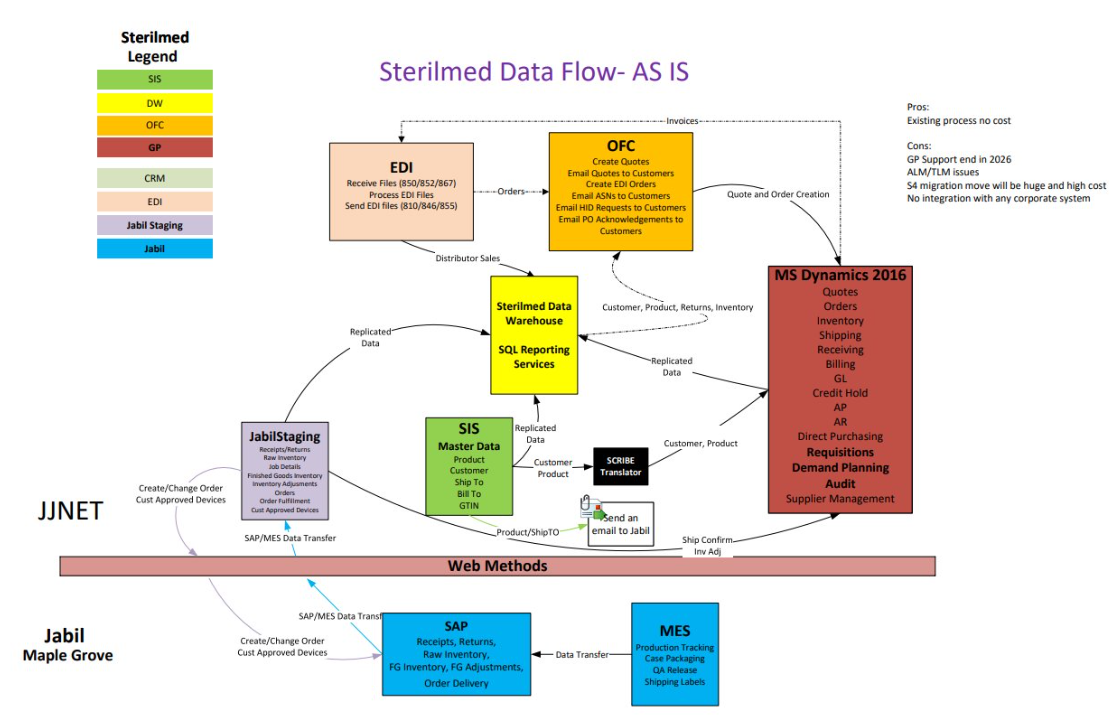 Sterilmed
Legend
SIS
DW
OFC
GP
CRM
EDI
Jabil Staging
Jabil
Sterilmed Data Flow- AS IS
Pros:
Existing process no cost
Cons:
GP Support end in 2026
ALM/TLM issues
S4 migration move will be huge and high cost
No integration with any corporate system
Invoices
EDI
Receive Files (850/852/867)
Process EDI Files
Send EDI files (810/846/855)
Orders
OFC
Create Quotes
Email Quotes to Customers
Create EDI Orders
Email ASNs to Customers
Email HID Requests to Customers
Email PO Acknowledgements to
Customers
Quote and Order Creation
Distributor Sales
Sterilmed Data
Warehouse
SQL Reporting
Services
Customer, Product, Returns, Inventory
Replicated
Data
Replicated
Data
MS Dynamics 2016
Quotes
Orders
Inventory
Shipping
Receiving
Billing
GL
Credit Hold
AP
AR
Direct Purchasing
Requisitions
Demand Planning
Audit
Supplier Management
JabilStaging
Receipts/Returns
Raw Inventory
Job Details
Finished Goods Inventory
Inventory Adjustments
Orders
Order Fulfillment
Cust Approved Devices
SIS
Master Data
Product
Customer
Ship To
Bill To
GTIN
Replicated
Data
Customer
Product
SCRIBE
Translator
Customer, Product
Send an
email to Jabil
Product/ShipTO
Create/Change Order
Cust Approved Devices
JJNET
SAP/MES Data Transfer
Ship Confirm
Inv Adj
Web Methods
Jabil
Maple Grove
SAP/MES Data Transf
Create/Change Order
Cust Approved Devices
SAP
Receipts, Returns,
Raw Inventory,
FG Inventory, FG Adjustments,
Order Delivery
Data Transfer
MES
Production Tracking
Case Packaging
QA Release
Shipping Labels